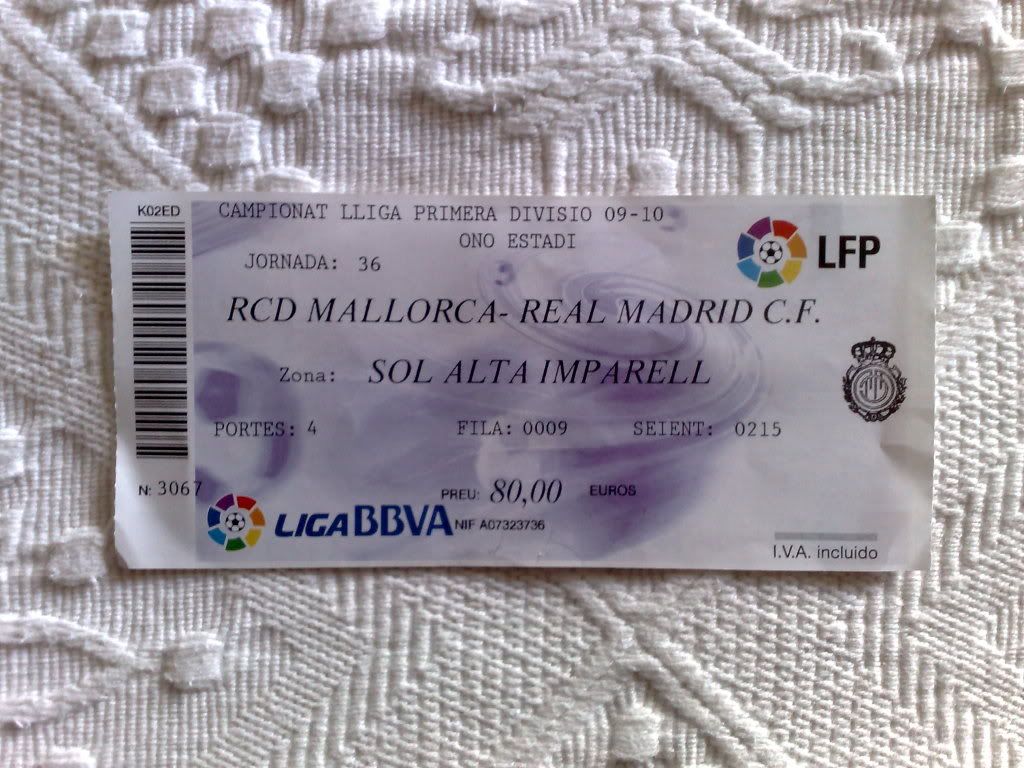 K02ED
CAMPIONAT LLIGA PRIMERA DIVISIO 09-10
ONO ESTADI
JORNADA: 36
LFP
RCD MALLORCA- REAL MADRID C.F.
Zona: SOL ALTA IMPARELL
PORTES: 4 FILA: 0009 SEIENT: 0215
N: 3067
PREU: 80,00 EUROS
LIGA BBVA NIF A07323736
I.V.A. incluido